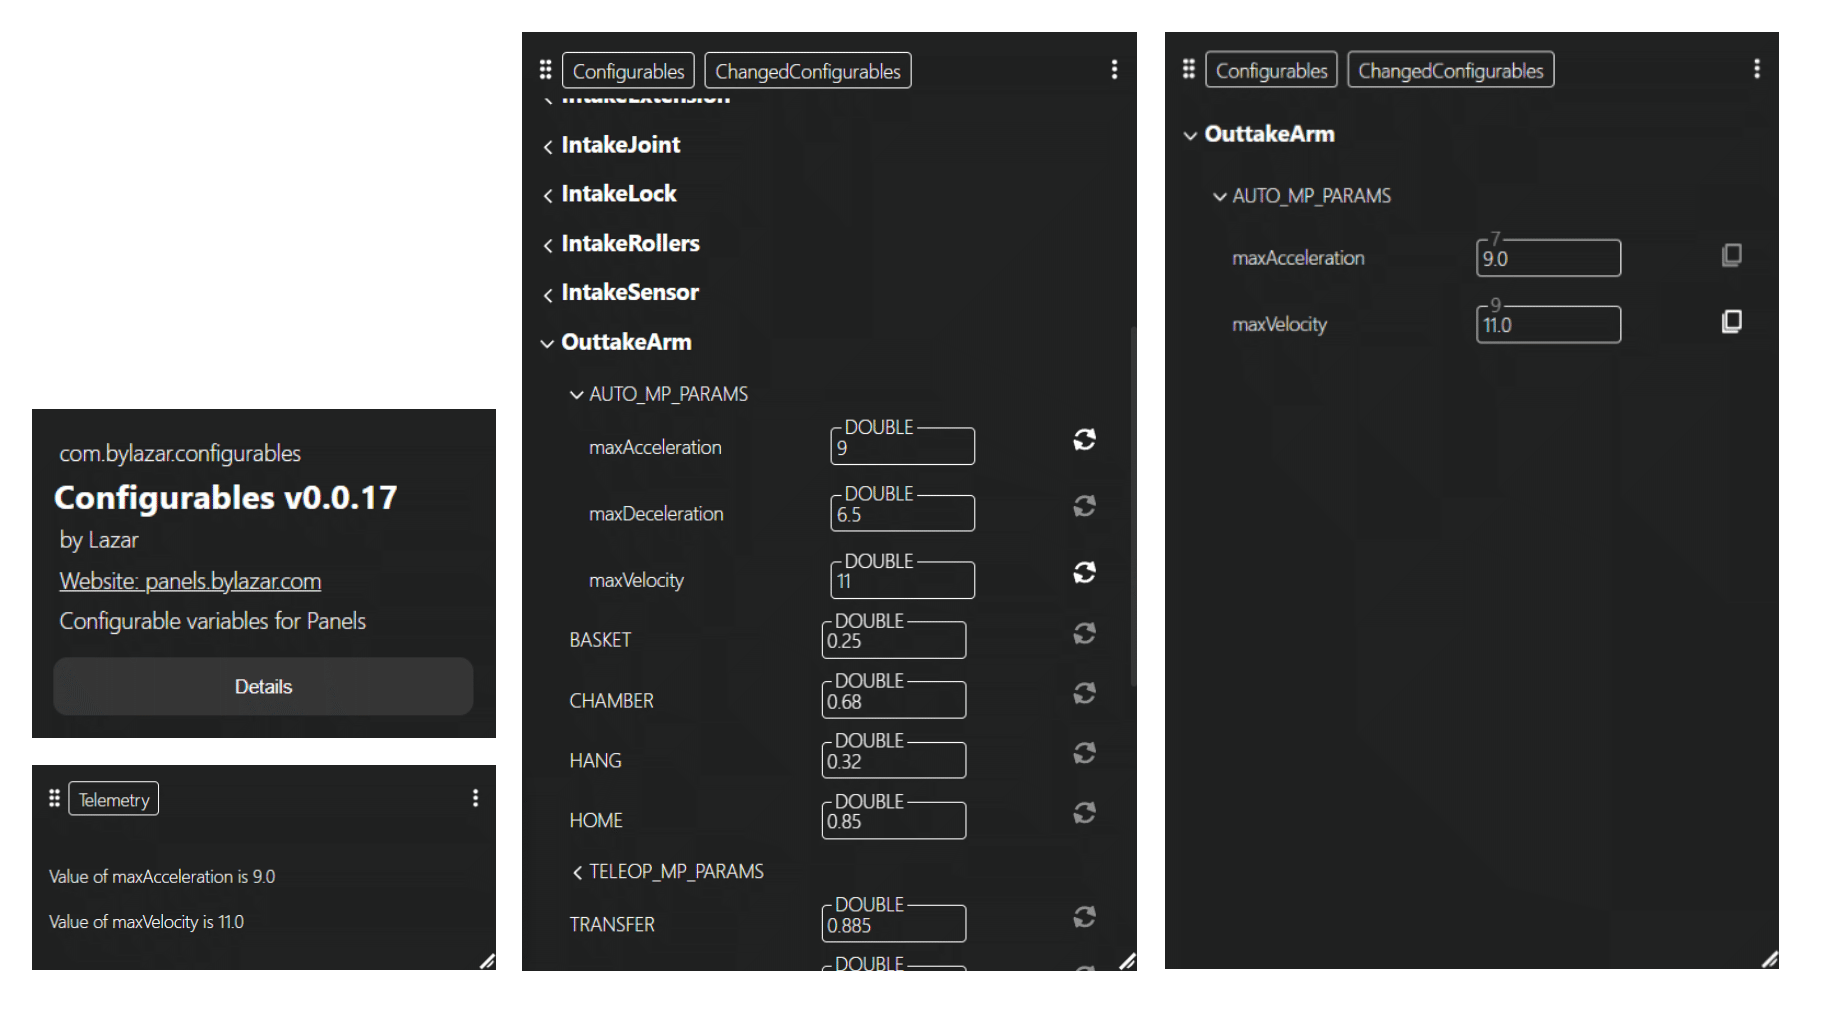 com.bylazar.configurables
Configurables v0.0.17
by Lazar
Website: panels.bylazar.com
Configurable variables for Panels
Details
Telemetry
Value of maxAcceleration is 9.0
Value of maxVelocity is 11.0
Configurables ChangedConfigurables
IntakeExtension
IntakeJoint
IntakeLock
IntakeRollers
IntakeSensor
OuttakeArm
AUTO_MP_PARAMS
DOUBLE
maxAcceleration 9
DOUBLE
maxDeceleration 6.5
DOUBLE
maxVelocity 11
DOUBLE
BASKET 0.25
DOUBLE
CHAMBER 0.68
DOUBLE
HANG 0.32
DOUBLE
HOME 0.85
TELEOP_MP_PARAMS
DOUBLE
TRANSFER 0.885
DOUBLE
Configurables ChangedConfigurables
OuttakeArm
AUTO_MP_PARAMS
7
maxAcceleration 9.0
9
maxVelocity 11.0